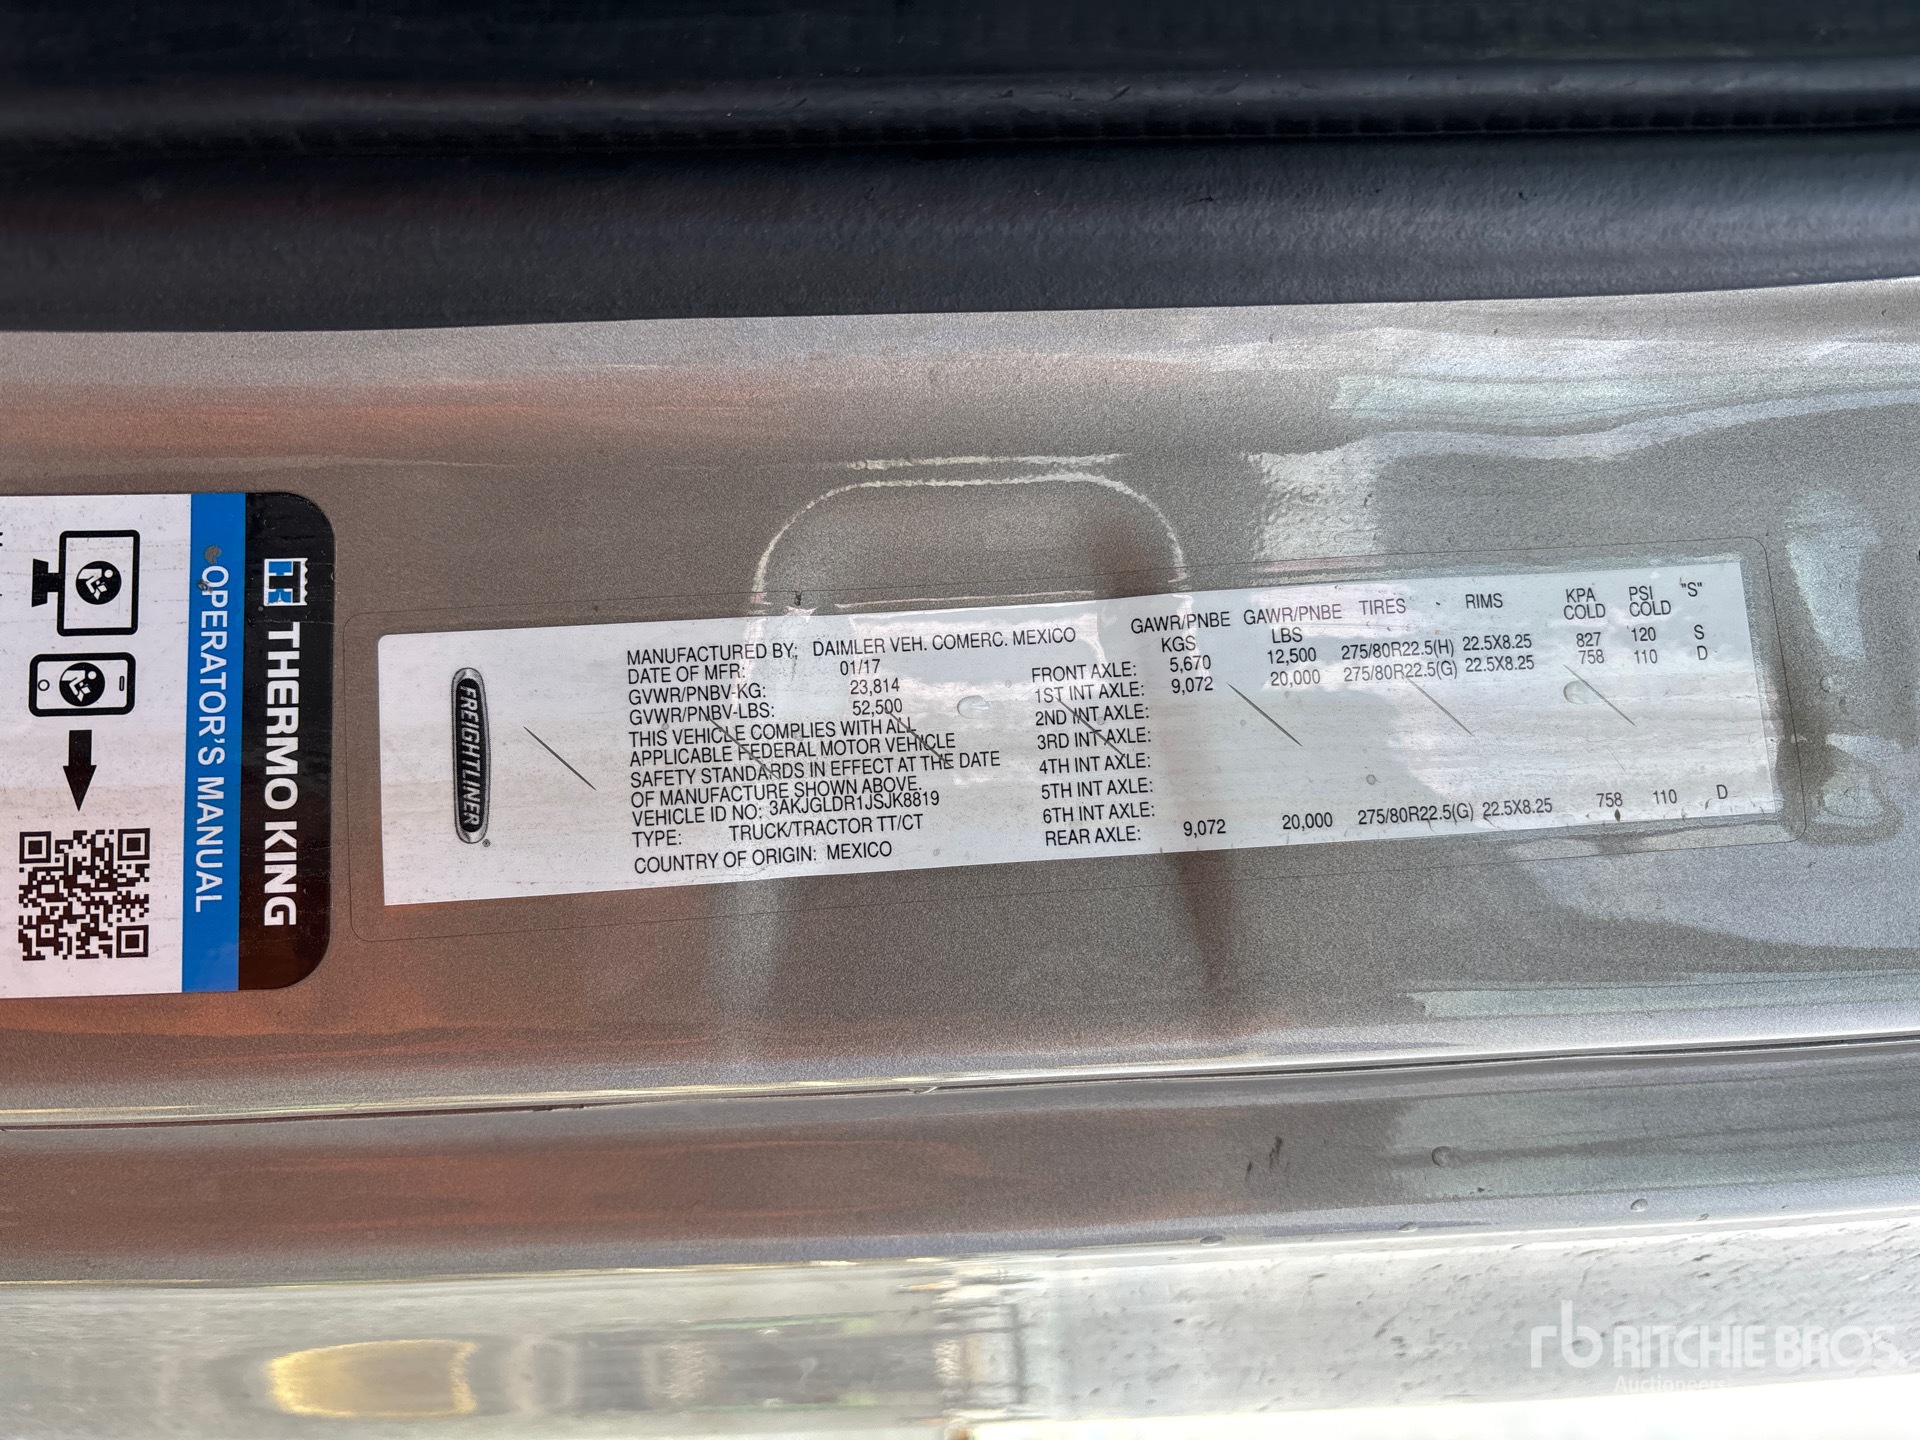 OPERATOR'S MANUAL
THERMO KING
FREIGHTLINER
MANUFACTURED BY: DAIMLER VEH. COMERC. MEXICO
DATE OF MFR: 01/17
GVWR/PNBV-KG: 23,814
GVWR/PNBV-LBS: 52,500
THIS VEHICLE COMPLIES WITH ALL
APPLICABLE FEDERAL MOTOR VEHICLE
SAFETY STANDARDS IN EFFECT AT THE DATE
OF MANUFACTURE SHOWN ABOVE.
VEHICLE ID NO: 3AKJGLDR1JSJK8819
TYPE: TRUCK/TRACTOR TT/CT
COUNTRY OF ORIGIN: MEXICO
GAWR/PNBE KGS GAWR/PNBE LBS TIRES RIMS KPA COLD PSI COLD "S"
FRONT AXLE: 5,670 12,500 275/80R22.5(H) 22.5X8.25 827 120 S
1ST INT AXLE: 9,072 20,000 275/80R22.5(G) 22.5X8.25 758 110 D
2ND INT AXLE:
3RD INT AXLE:
4TH INT AXLE:
5TH INT AXLE:
6TH INT AXLE:
REAR AXLE: 9,072 20,000 275/80R22.5(G) 22.5X8.25 758 110 D
rb RITCHIE BROS.
Auctioneers